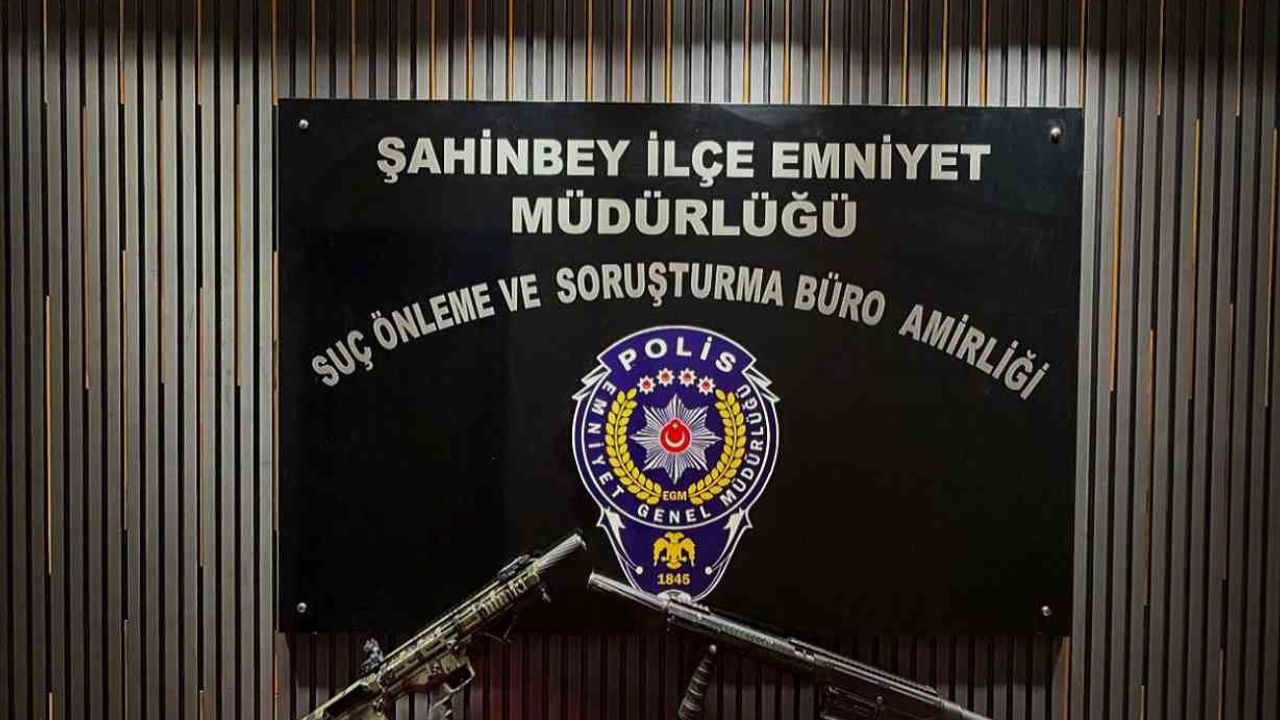 ŞAHİNBEY İLÇE EMNİYET
MÜDÜRLÜĞÜ
SUÇ ÖNLEME VE SORUŞTURMA BÜRO AMİRLİĞİ
POLİS
EMNİYET GENEL MÜDÜRLÜĞÜ
EGM
1845